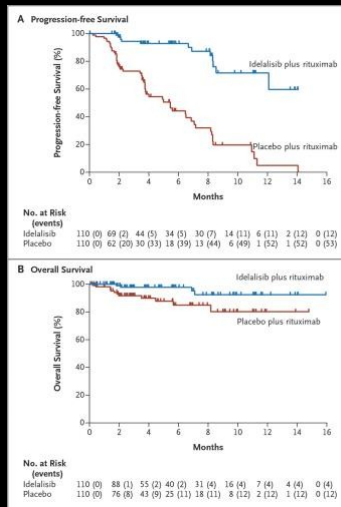 A Progression-free Survival
100
80
60
40
20
0
Progression-free Survival (%)
Idelalisib plus rituximab
Placebo plus rituximab
0 2 4 6 8 10 12 14 16
Months
No. at Risk
(events)
Idelalisib 110 (0) 69 (2) 44 (5) 34 (5) 30 (7) 14 (11) 6 (11) 2 (12) 0 (12)
Placebo 110 (0) 62 (20) 30 (33) 18 (39) 13 (44) 6 (49) 1 (52) 1 (52) 0 (53)
B Overall Survival
100
80
60
40
20
0
Overall Survival (%)
Idelalisib plus rituximab
Placebo plus rituximab
0 2 4 6 8 10 12 14 16
Months
No. at Risk
(events)
Idelalisib 110 (0) 88 (1) 55 (2) 40 (2) 31 (4) 16 (4) 7 (4) 4 (4) 0 (4)
Placebo 110 (0) 76 (8) 43 (9) 25 (11) 18 (11) 8 (12) 2 (12) 1 (12) 0 (12)